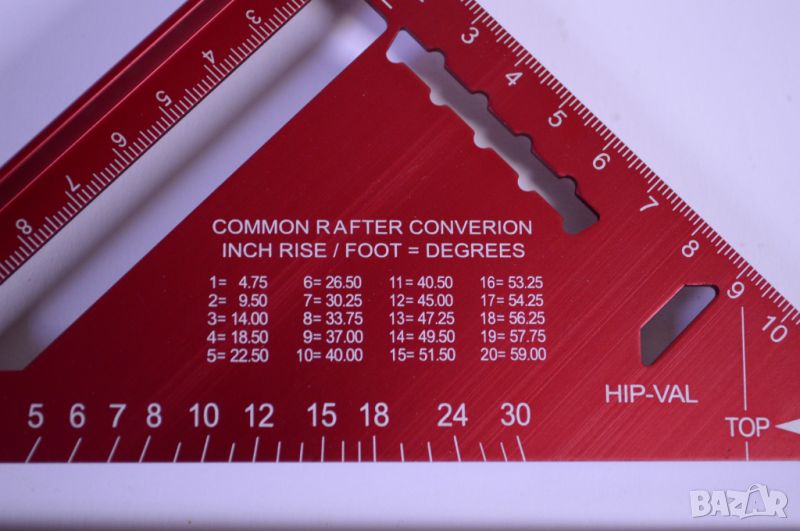 3 4 5 6 7 8
3 4 5 6 7 8 9 10
COMMON RAFTER CONVERION
INCH RISE / FOOT = DEGREES
1= 4.75 6= 26.50 11= 40.50 16= 53.25
2= 9.50 7= 30.25 12= 45.00 17= 54.25
3= 14.00 8= 33.75 13= 47.25 18= 56.25
4= 18.50 9= 37.00 14= 49.50 19= 57.75
5= 22.50 10= 40.00 15= 51.50 20= 59.00
HIP-VAL
5 6 7 8 10 12 15 18 24 30
TOP
BAZAR
bg